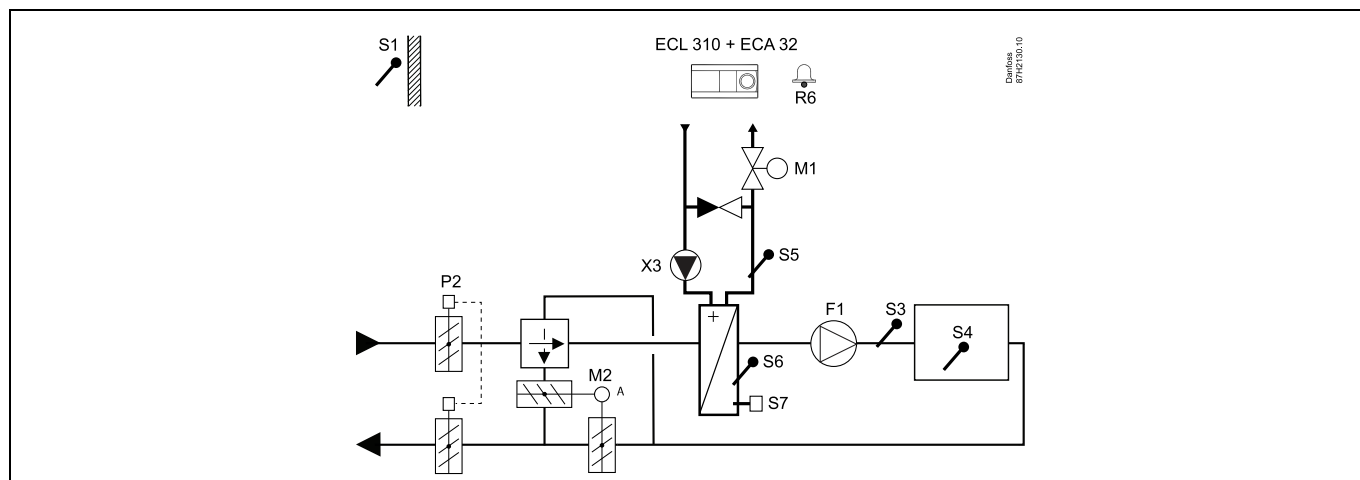 S1
ECL 310 + ECA 32
R6
Danfoss
87H2130.10
M1
S5
X3
P2
F1
S3
S4
M2
A
S6
S7
+